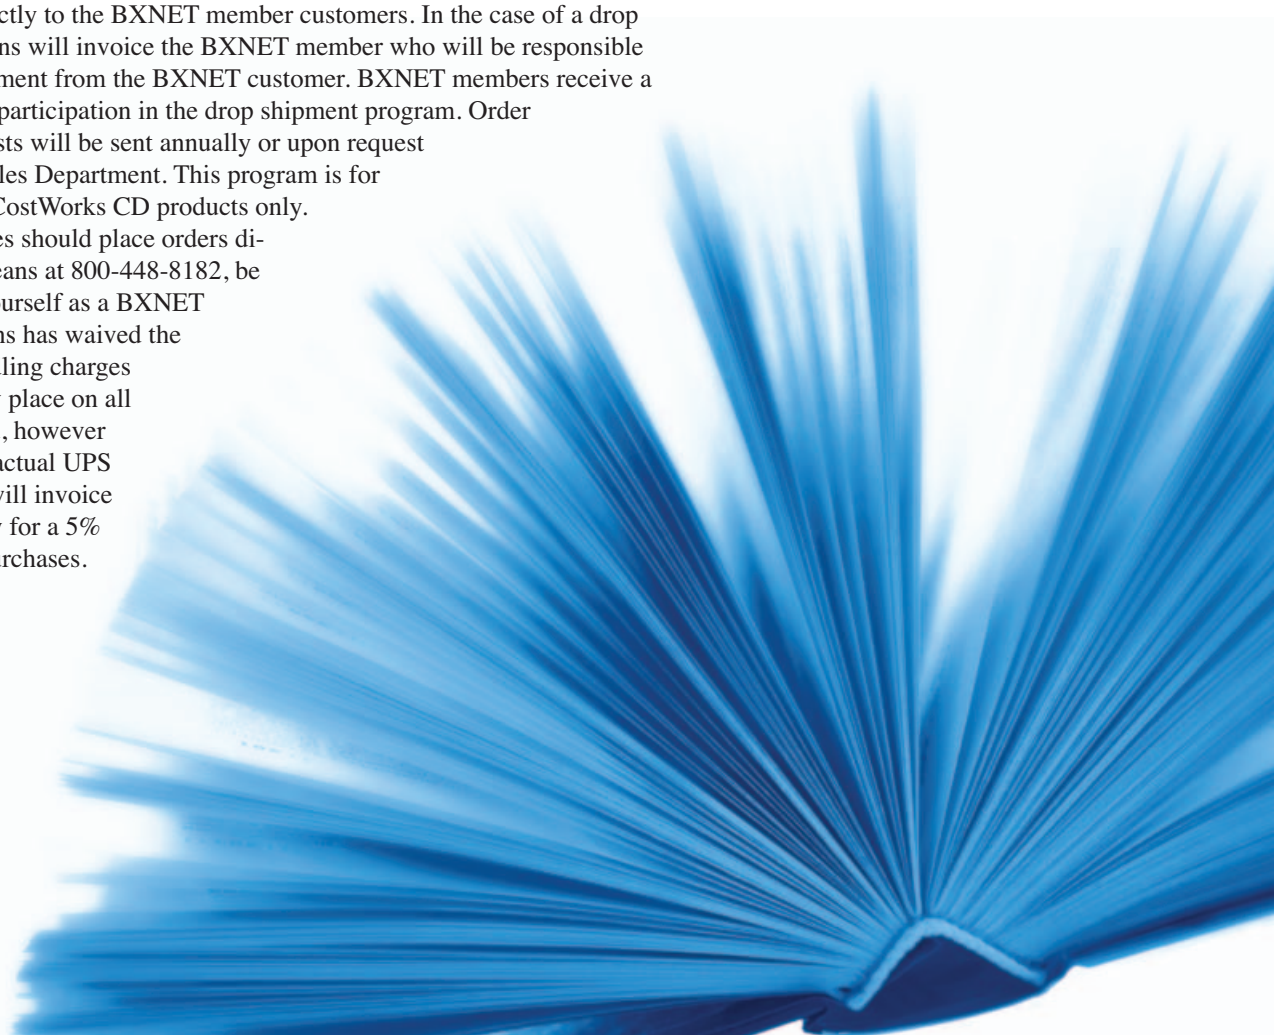 ctly to the BXNET member customers. In the case of a drop
ns will invoice the BXNET member who will be responsible
ment from the BXNET customer. BXNET members receive a
participation in the drop shipment program. Order
sts will be sent annually or upon request
les Department. This program is for
CostWorks CD products only.
es should place orders di-
eans at 800-448-8182, be
ourself as a BXNET
ns has waived the
lling charges
y place on all
, however
actual UPS
will invoice
y for a 5%
urchases.